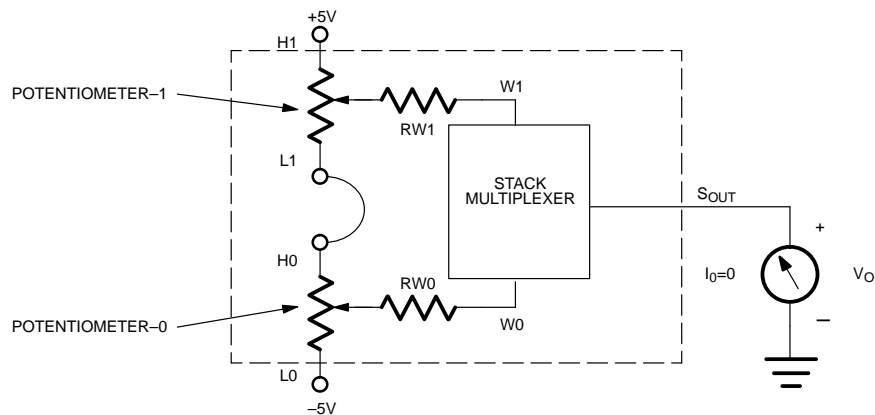 +5V
H1
POTENTIOMETER–1
W1
RW1
L1
STACK
MULTIPLEXER
SOUT
+
H0
RW0
I0=0
VO
POTENTIOMETER–0
W0
–
L0
–5V